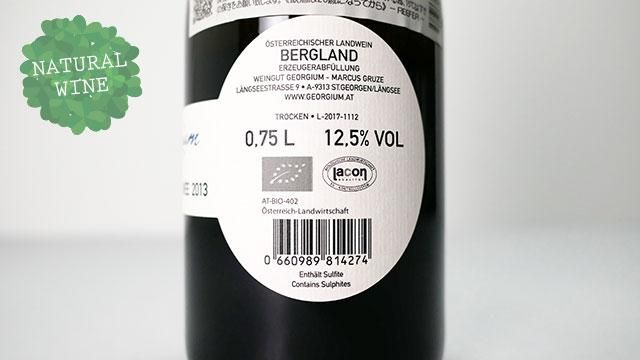 NATURAL
WINE
ÖSTERREICHISCHER LANDWEIN
BERGLAND
ERZEUGERABFÜLLUNG
WEINGUT GEORGIUM - MARCUS GRUZE
LÄNGSEESTRASSE 9 • A-9313 ST.GEORGEN/LÄNGSEE
WWW.GEORGIUM.AT
TROCKEN • L-2017-1112
0,75 L 12,5% VOL
2013
lacon
AT-BIO-402
Österreich-Landwirtschaft
0 660989 814274
Enthält Sulfite
Contains Sulphites